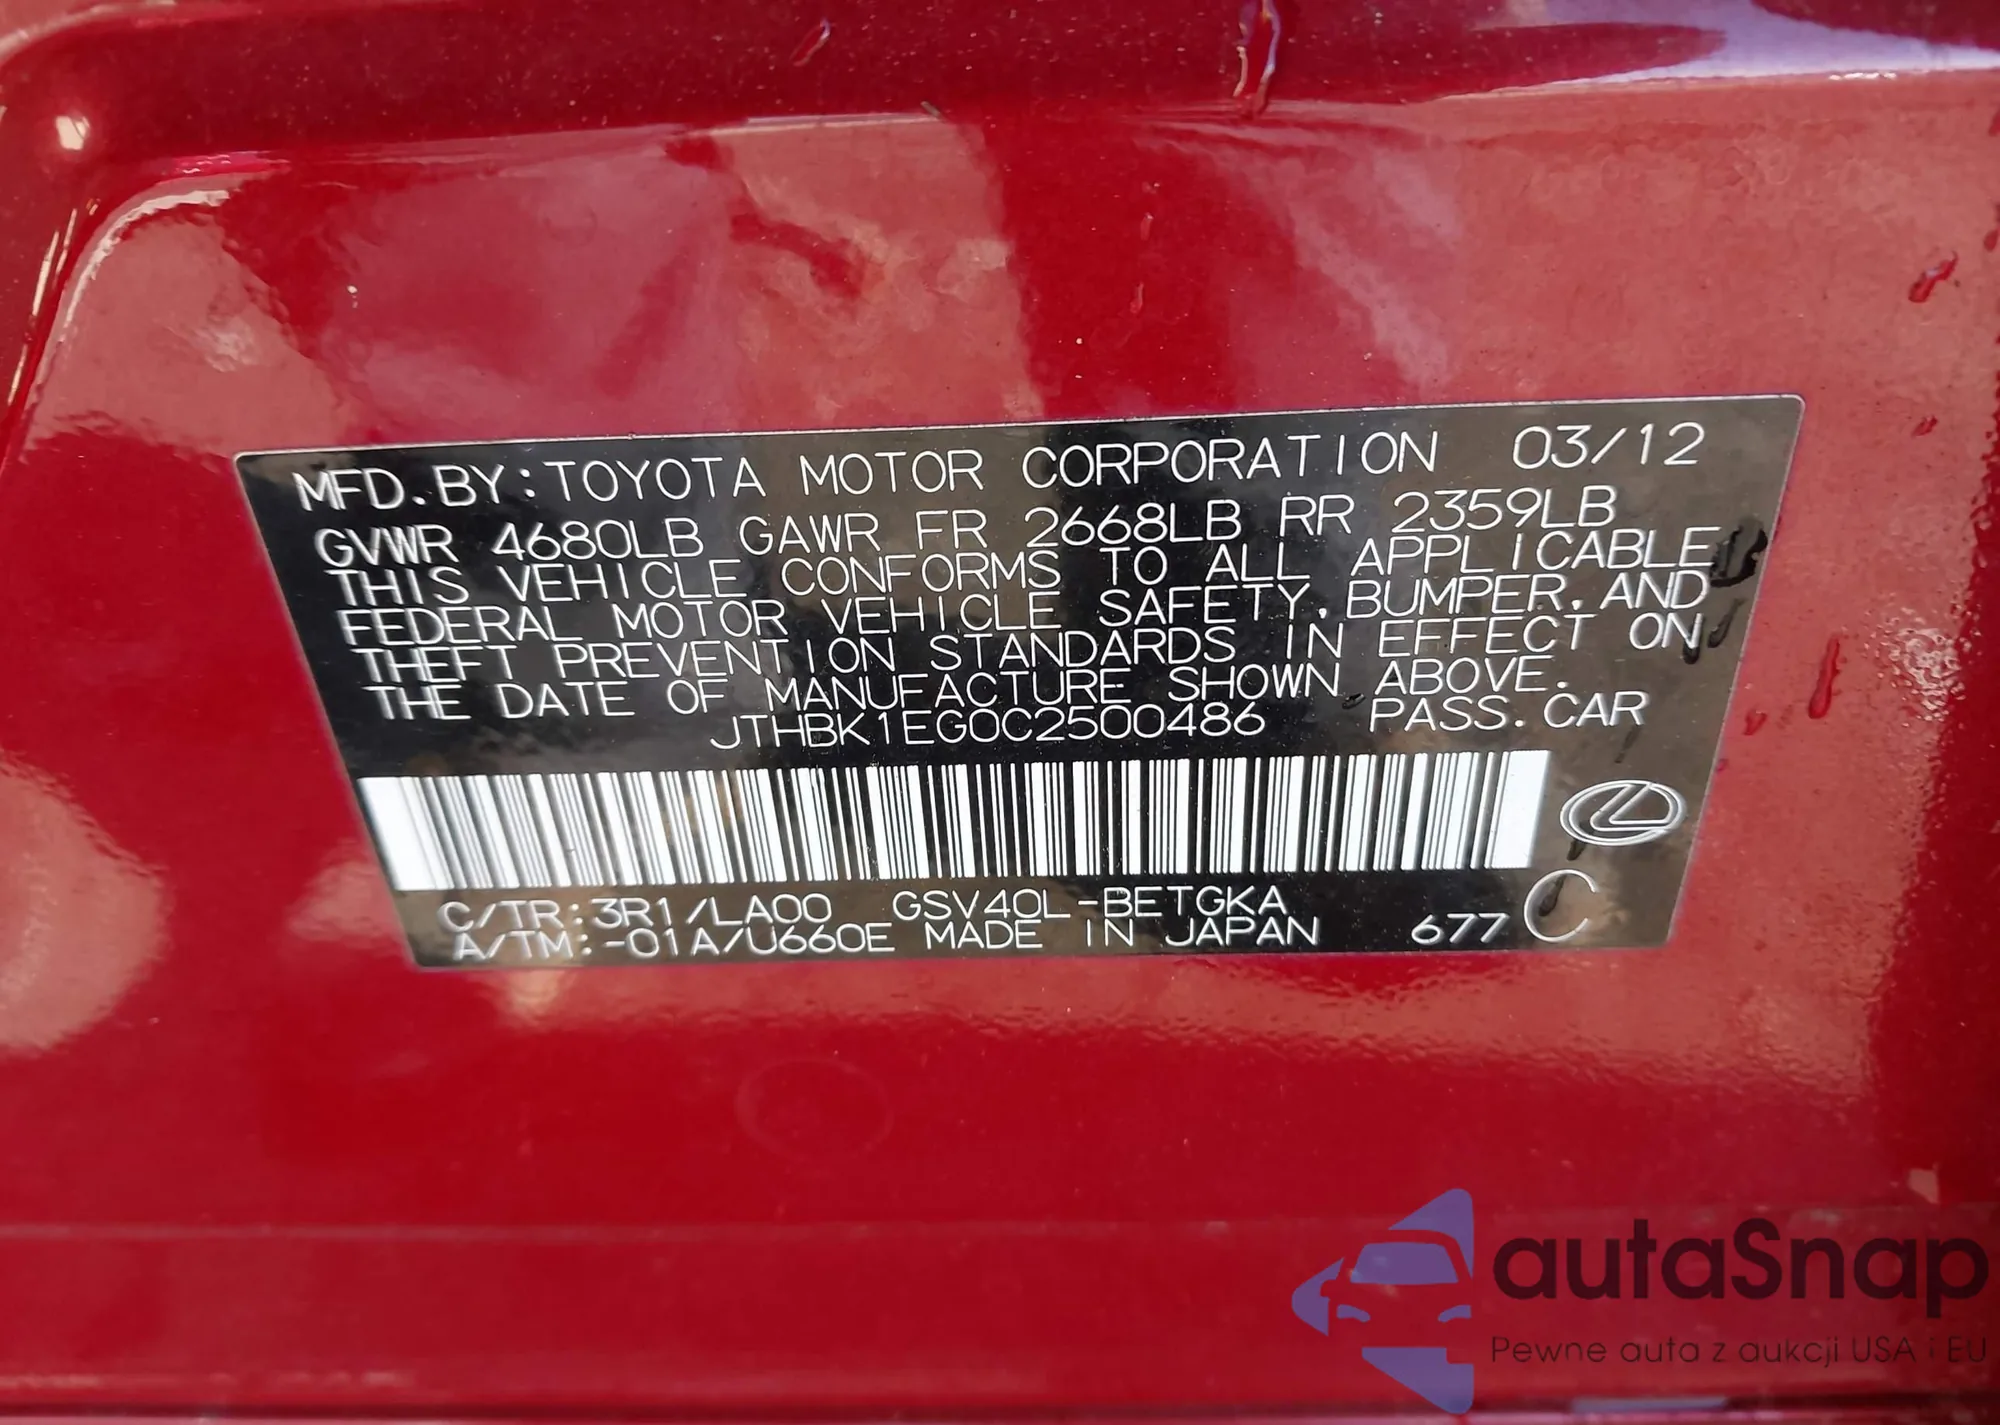 MFD. BY: TOYOTA MOTOR CORPORATION 03/12
GVWR 4680LB GAWR FR 2668LB RR 2359LB
THIS VEHICLE CONFORMS TO ALL APPLICABLE
FEDERAL MOTOR VEHICLE SAFETY, BUMPER, AND
THEFT PREVENTION STANDARDS IN EFFECT ON
THE DATE OF MANUFACTURE SHOWN ABOVE.
JTHBK1EG0C2500486 PASS. CAR
C/TR: 3R1/LA00 GSV40L-BETGKA
A/TM: -01A/U660E MADE IN JAPAN 677 C
autaSnap
Pewne auta z aukcji USA i EU